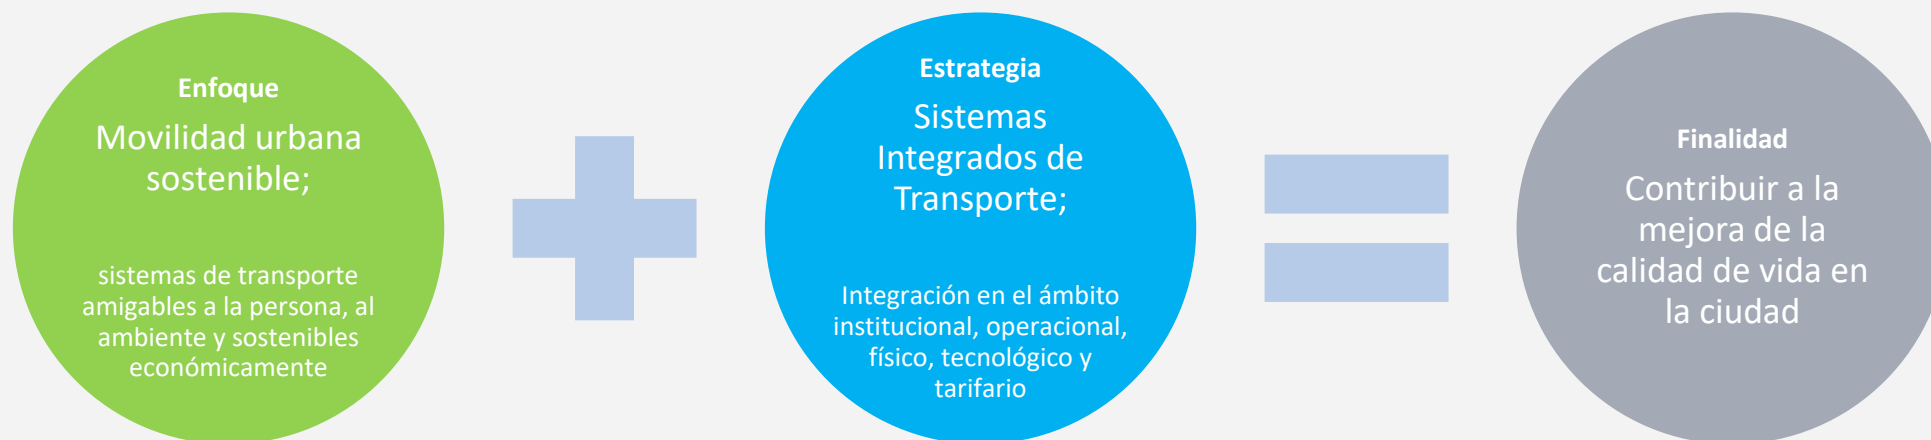 Enfoque
Movilidad urbana
sostenible;
sistemas de transporte
amigables a la persona, al
ambiente y sostenibles
económicamente
Estrategia
Sistemas
Integrados de
Transporte;
Integración en el ámbito
institucional, operacional,
físico, tecnológico y
tarifario
Finalidad
Contribuir a la
mejora de la
calidad de vida en
la ciudad